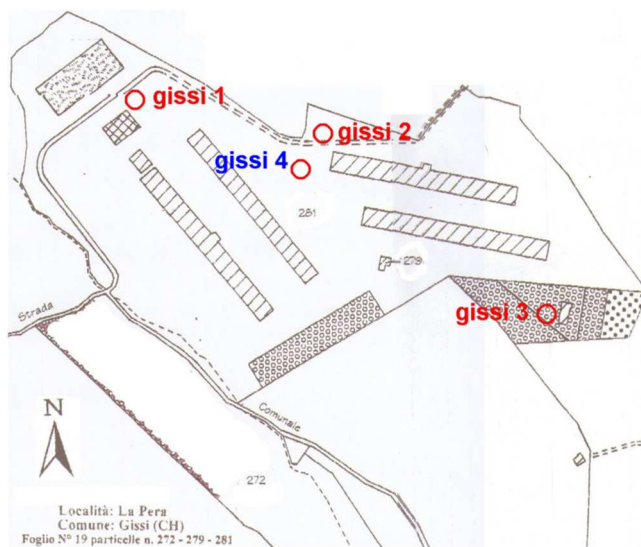 gissi 1
gissi 2
gissi 4
281
279
gissi 3
Strada
N
Comunale
272
Località: La Pera
Comune: Gissi (CH)
Foglio N° 19 particelle n. 272 - 279 - 281